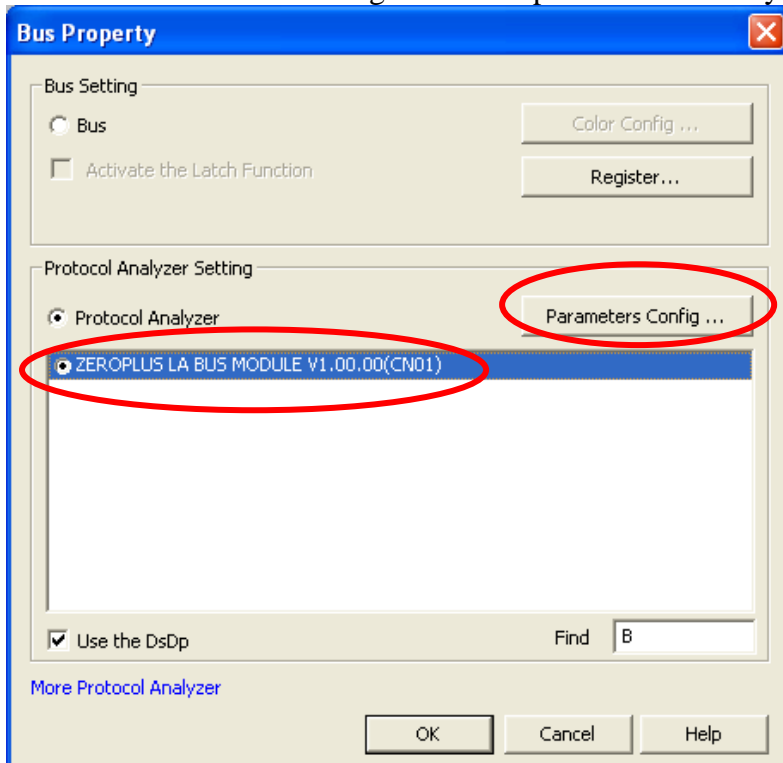 Bus Property
Bus Setting
Bus
Color Config ...
Activate the Latch Function
Register...
Protocol Analyzer Setting
Protocol Analyzer
Parameters Config ...
ZEROPLUS LA BUS MODULE V1.00.00(CN01)
Use the DsDp
Find B
More Protocol Analyzer
OK Cancel Help